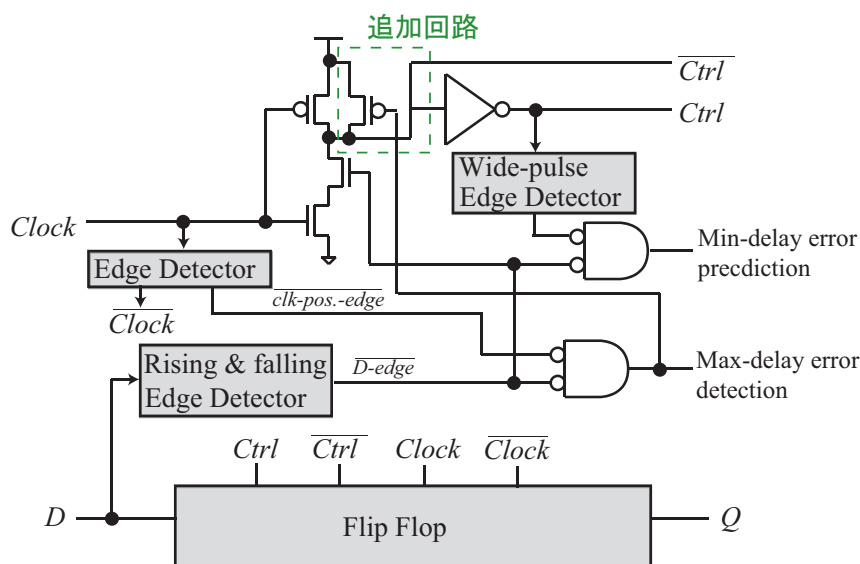 追加回路
Ctrl
Ctrl
Wide-pulse
Edge Detector
Clock
Min-delay error
precdiction
Edge Detector
clk-pos.-edge
Clock
Rising & falling
Edge Detector
D-edge
Max-delay error
detection
Ctrl
Ctrl
Clock
Clock
D
Flip Flop
Q